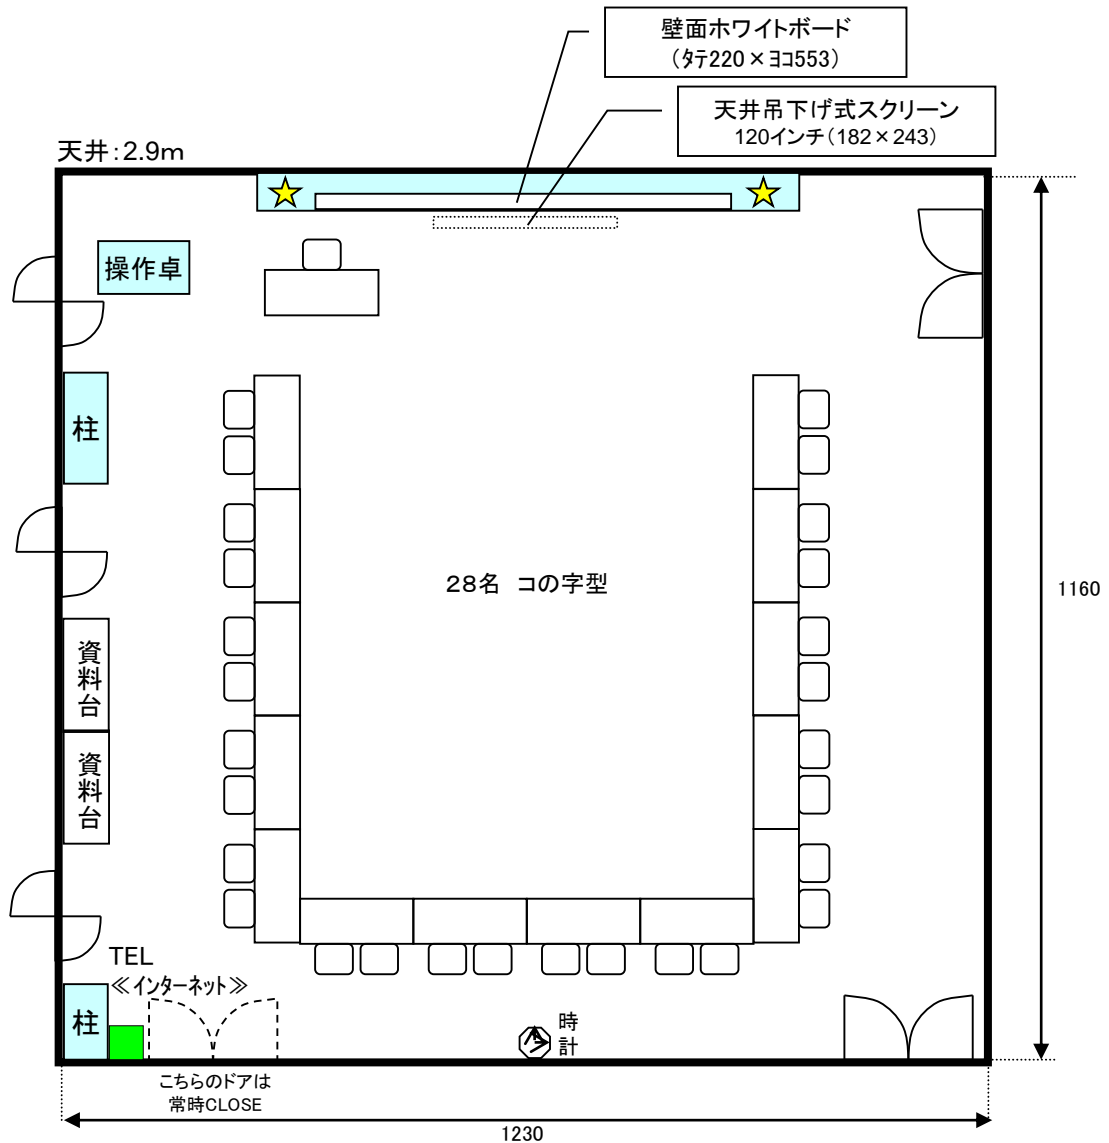 壁面ホワイトボード
（ﾀﾃ220×ﾖｺ553）
天井吊下げ式スクリーン
120インチ（182×243）
天井：2.9ｍ
操作卓
柱
28名　コの字型
1160
資料台
資料台
TEL
≪インターネット≫
柱
時計
こちらのドアは
常時CLOSE
1230